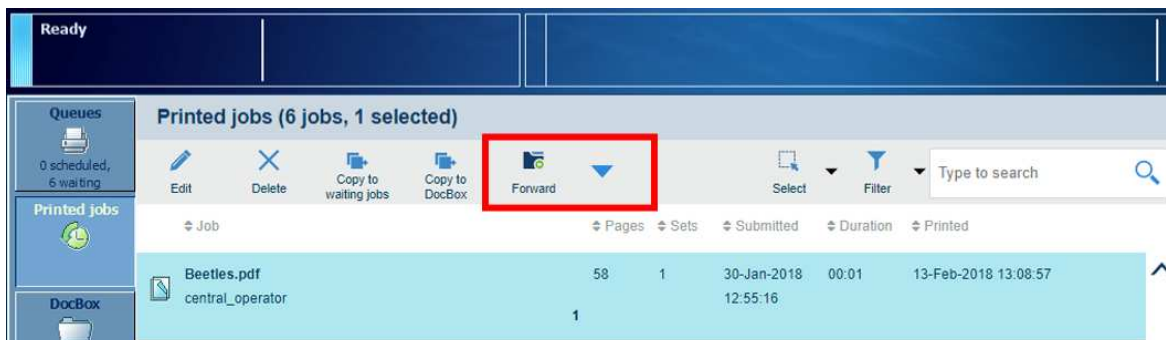 Ready
Queues
0 scheduled,
6 waiting
Printed jobs
DocBox
Printed jobs (6 jobs, 1 selected)
Edit
Delete
Copy to
waiting jobs
Copy to
DocBox
Forward
Select
Filter
Type to search
Job Pages Sets Submitted Duration Printed
Beetles.pdf 58 1 30-Jan-2018 00:01 13-Feb-2018 13:08:57
central_operator 12:55:16
1